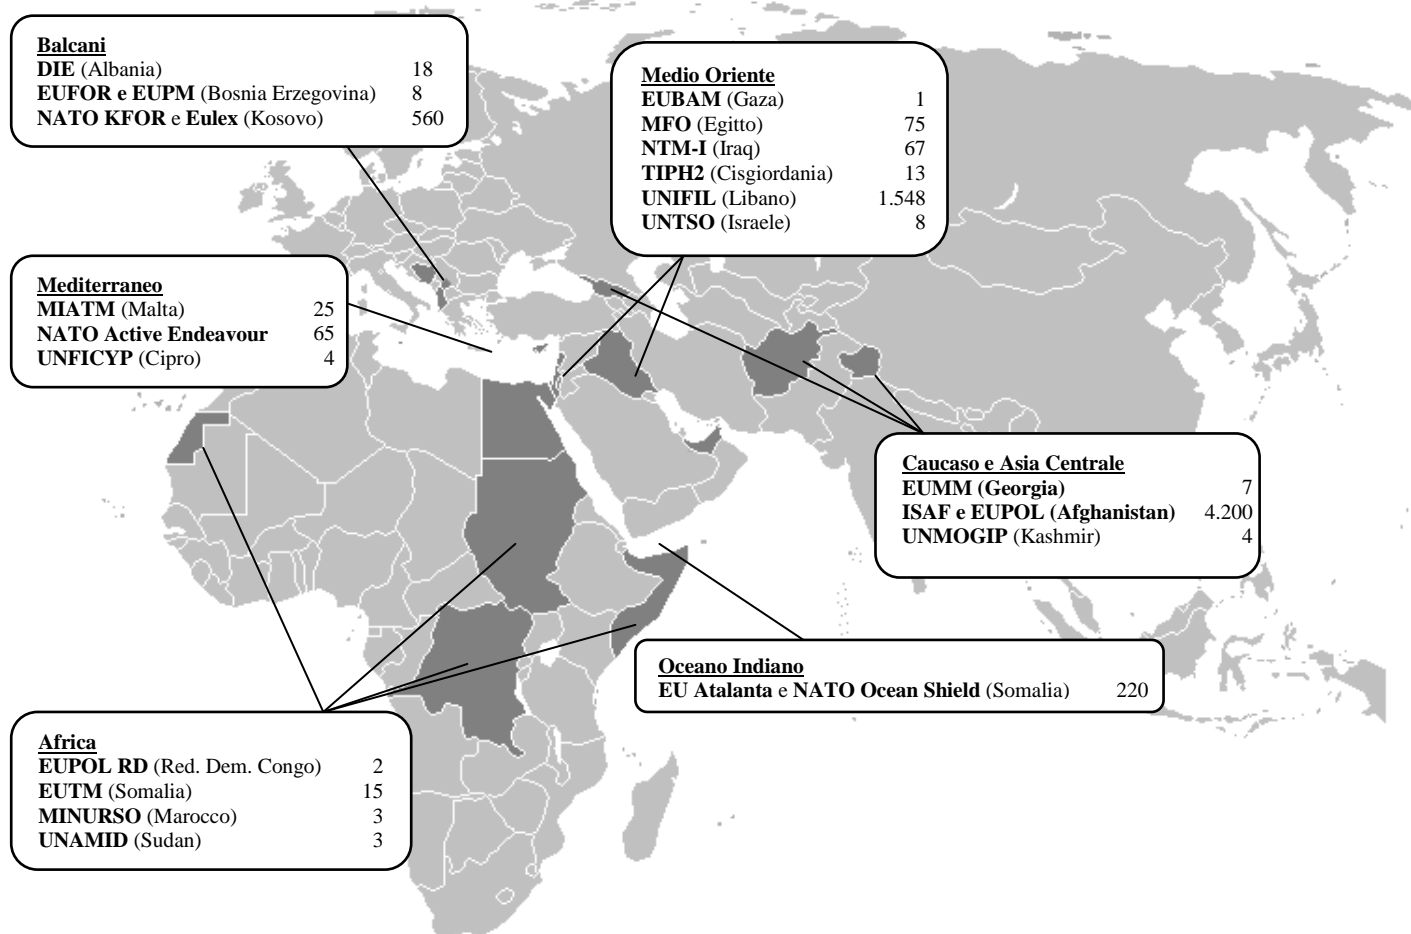 Balcani
DIE (Albania) 18
EUFOR e EUPM (Bosnia Erzegovina) 8
NATO KFOR e Eulex (Kosovo) 560
Medio Oriente
EUBAM (Gaza) 1
MFO (Egitto) 75
NTM-I (Iraq) 67
TIPH2 (Cisgiordania) 13
UNIFIL (Libano) 1.548
UNTSO (Israele) 8
Mediterraneo
MIATM (Malta) 25
NATO Active Endeavour 65
UNFICYP (Cipro) 4
Caucaso e Asia Centrale
EUMM (Georgia) 7
ISAF e EUPOL (Afghanistan) 4.200
UNMOGIP (Kashmir) 4
Oceano Indiano
EU Atalanta e NATO Ocean Shield (Somalia) 220
Africa
EUPOL RD (Red. Dem. Congo) 2
EUTM (Somalia) 15
MINURSO (Marocco) 3
UNAMID (Sudan) 3